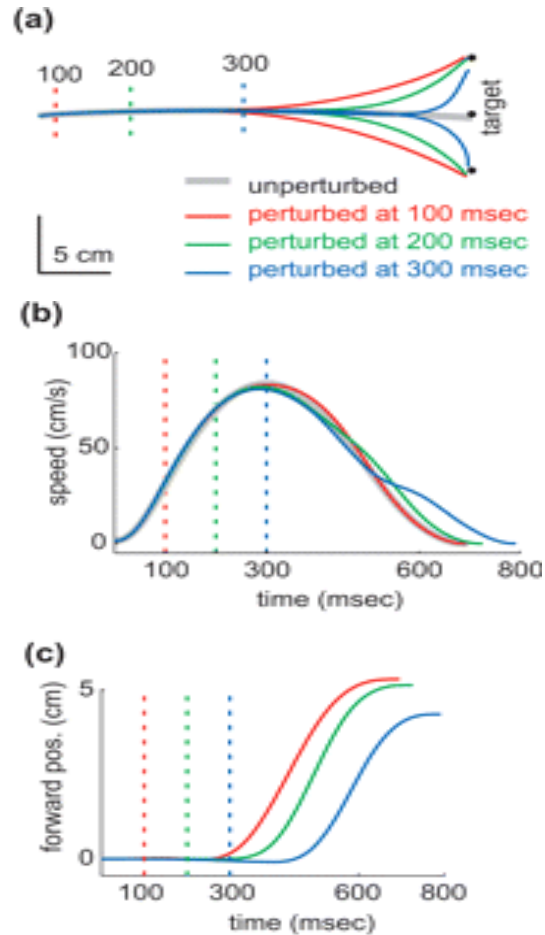 (a)
100 200 300
target
unperturbed
perturbed at 100 msec
perturbed at 200 msec
perturbed at 300 msec
5 cm
(b)
100
50
0
speed (cm/s)
100 300 600 800
time (msec)
(c)
5
0
forward pos. (cm)
100 300 600 800
time (msec)